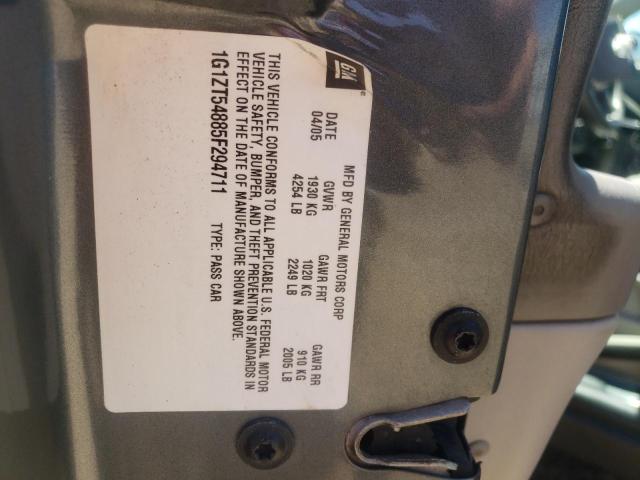 GM
MFD BY GENERAL MOTORS CORP
DATE GVWR GAWR FRT GAWR RR
04/05 1930 KG 1020 KG 910 KG
4254 LB 2249 LB 2005 LB
THIS VEHICLE CONFORMS TO ALL APPLICABLE U.S. FEDERAL MOTOR
VEHICLE SAFETY, BUMPER, AND THEFT PREVENTION STANDARDS IN
EFFECT ON THE DATE OF MANUFACTURE SHOWN ABOVE.
1G1ZT54885F294711 TYPE: PASS CAR